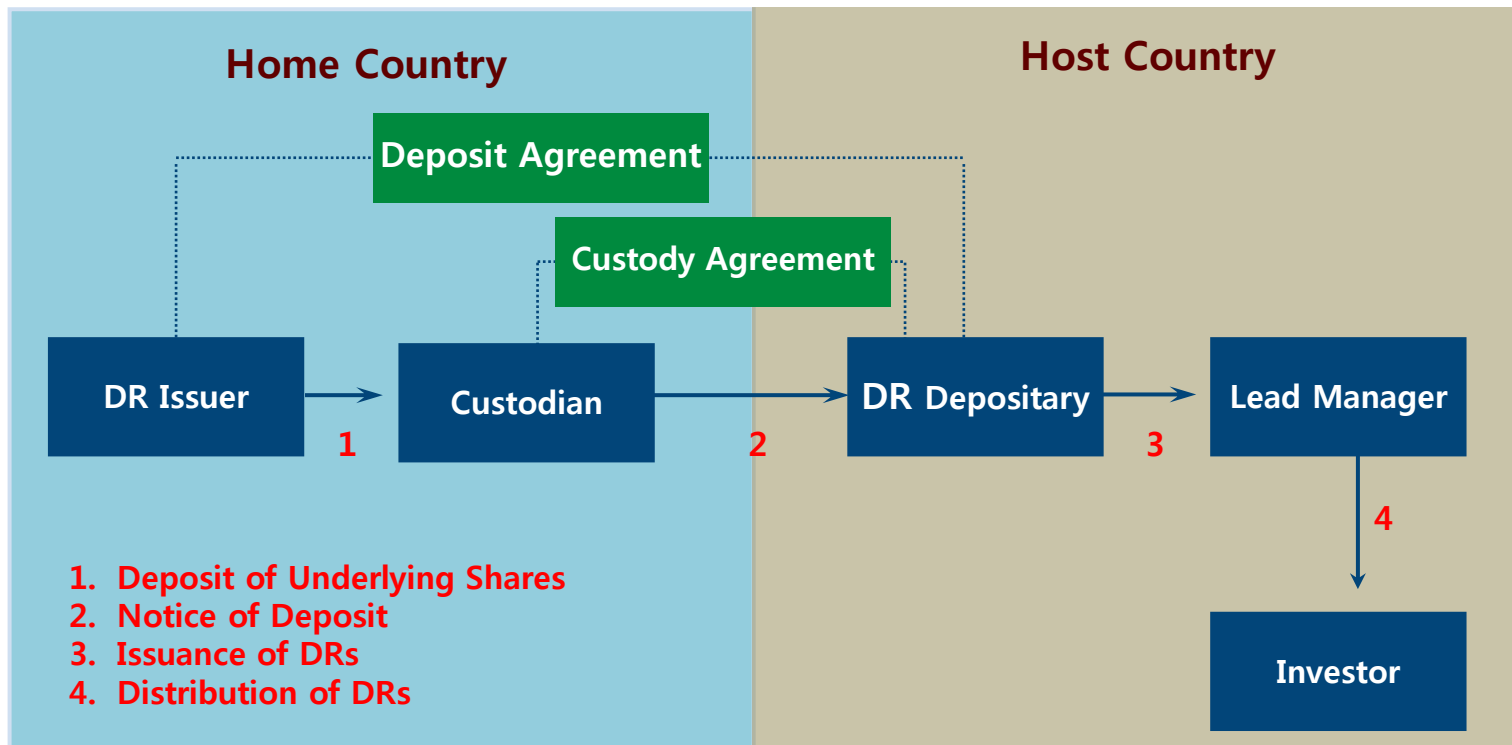 Home Country
Host Country
Deposit Agreement
Custody Agreement
DR Issuer
Custodian
DR Depositary
Lead Manager
1
2
3
4
1. Deposit of Underlying Shares
2. Notice of Deposit
3. Issuance of DRs
4. Distribution of DRs
Investor